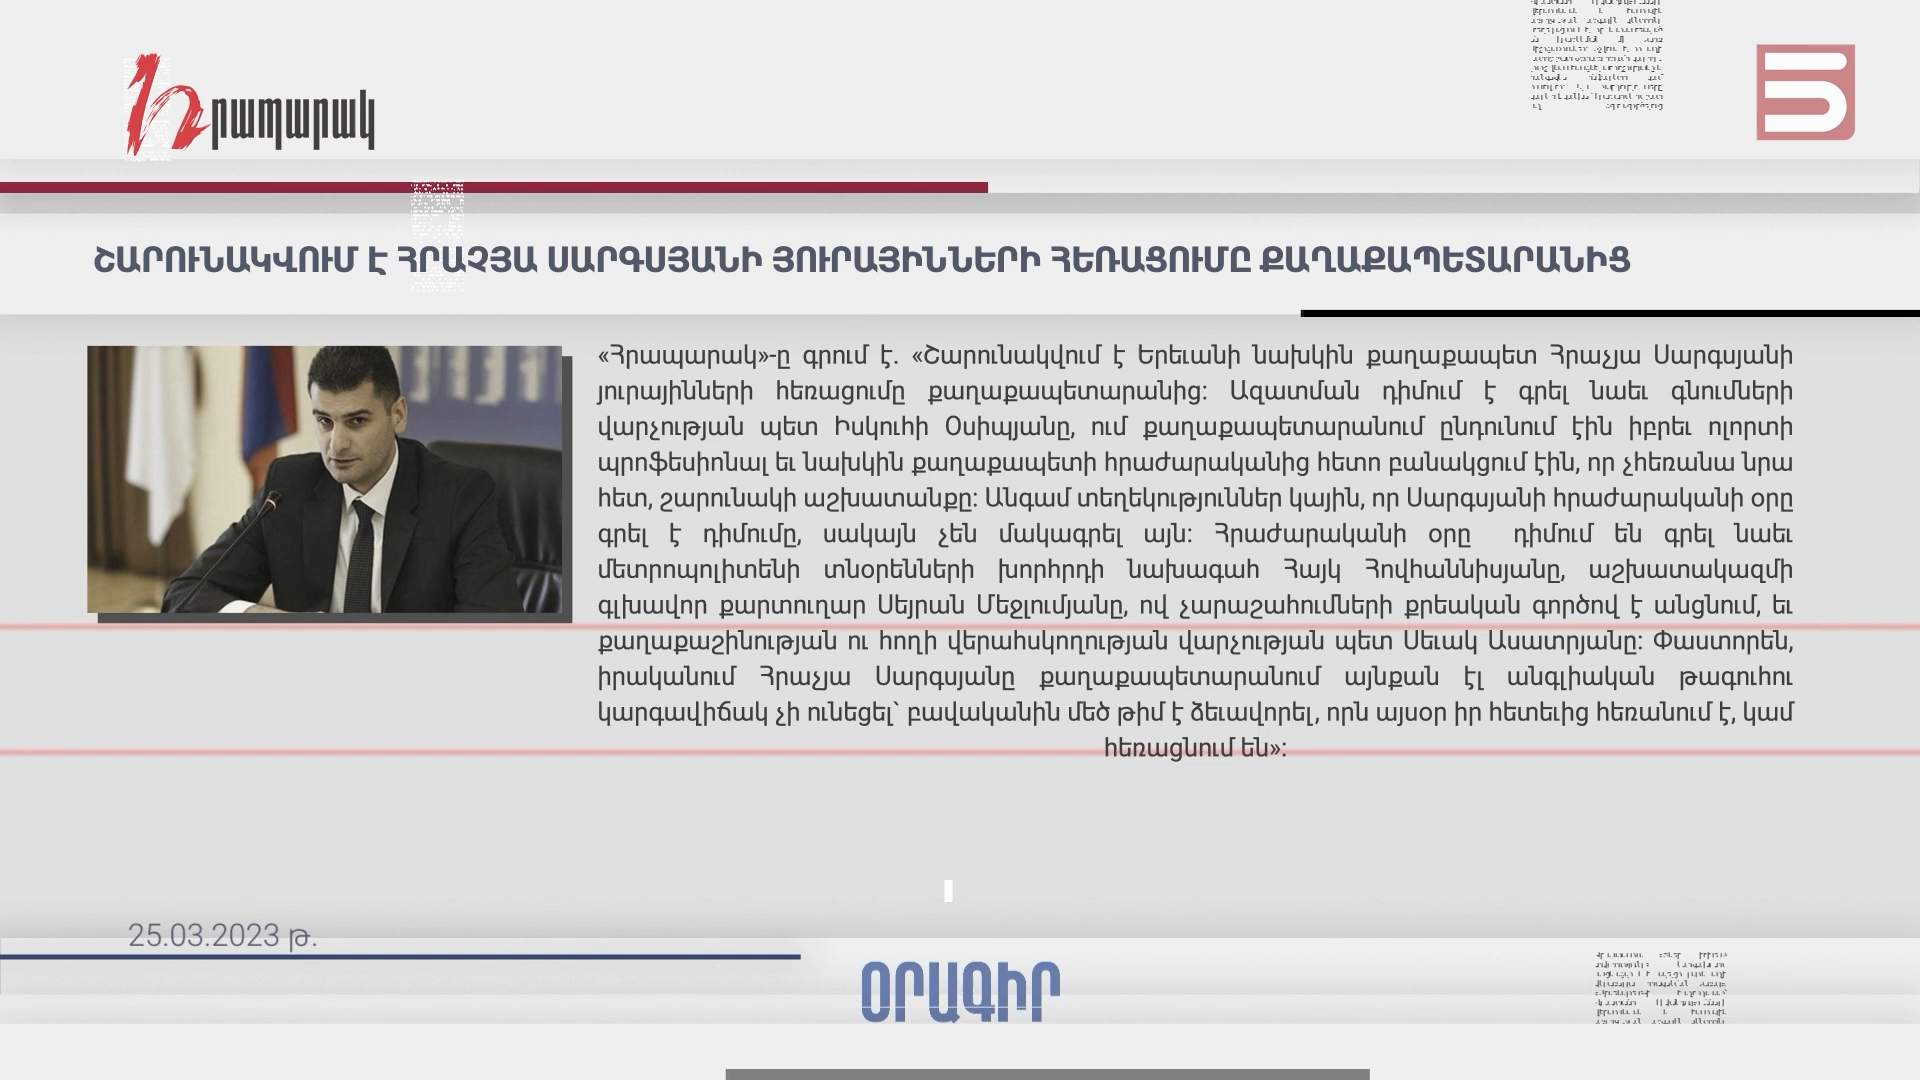 Հրապարակ
ՇԱՐՈՒՆԱԿՎՈՒՄ Է ՀՐԱՉՅԱ ՍԱՐԳՍՅԱՆԻ ՅՈՒՐԱՅԻՆՆԵՐԻ ՀԵՌԱՑՈՒՄԸ ՔԱՂԱՔԱՊԵՏԱՐԱՆԻՑ
«Հրապարակ»-ը գրում է. «Շարունակվում է Երեւանի նախկին քաղաքապետ Հրաչյա Սարգսյանի
յուրայինների հեռացումը քաղաքապետարանից: Ազատման դիմում է գրել նաեւ գնումների
վարչության պետ Իսկուհի Օսիպյանը, ում քաղաքապետարանում ընդունում էին իբրեւ ոլորտի
պրոֆեսիոնալ եւ նախկին քաղաքապետի հրաժարականից հետո բանակցում էին, որ չհեռանա նրա
հետ, շարունակի աշխատանքը: Անգամ տեղեկություններ կային, որ Սարգսյանի հրաժարականի օրը
գրել է դիմումը, սակայն չեն մակագրել այն: Հրաժարականի օրը դիմում են գրել նաեւ
մետրոպոլիտենի տնօրենների խորհրդի նախագահ Հայկ Հովհաննիսյանը, աշխատակազմի
գլխավոր քարտուղար Սեյրան Մեջլումյանը, ով չարաշահումների քրեական գործով է անցնում, եւ
քաղաքաշինության ու հողի վերահսկողության վարչության պետ Սեւակ Ասատրյանը: Փաստորեն,
իրականում Հրաչյա Սարգսյանը քաղաքապետարանում այնքան էլ անգլիական թագուհու
կարգավիճակ չի ունեցել՝ բավականին մեծ թիմ է ձեւավորել, որն այսօր իր հետեւից հեռանում է, կամ
հեռացնում են»:
25.03.2023 թ.
ՕՐԱԳԻՐ